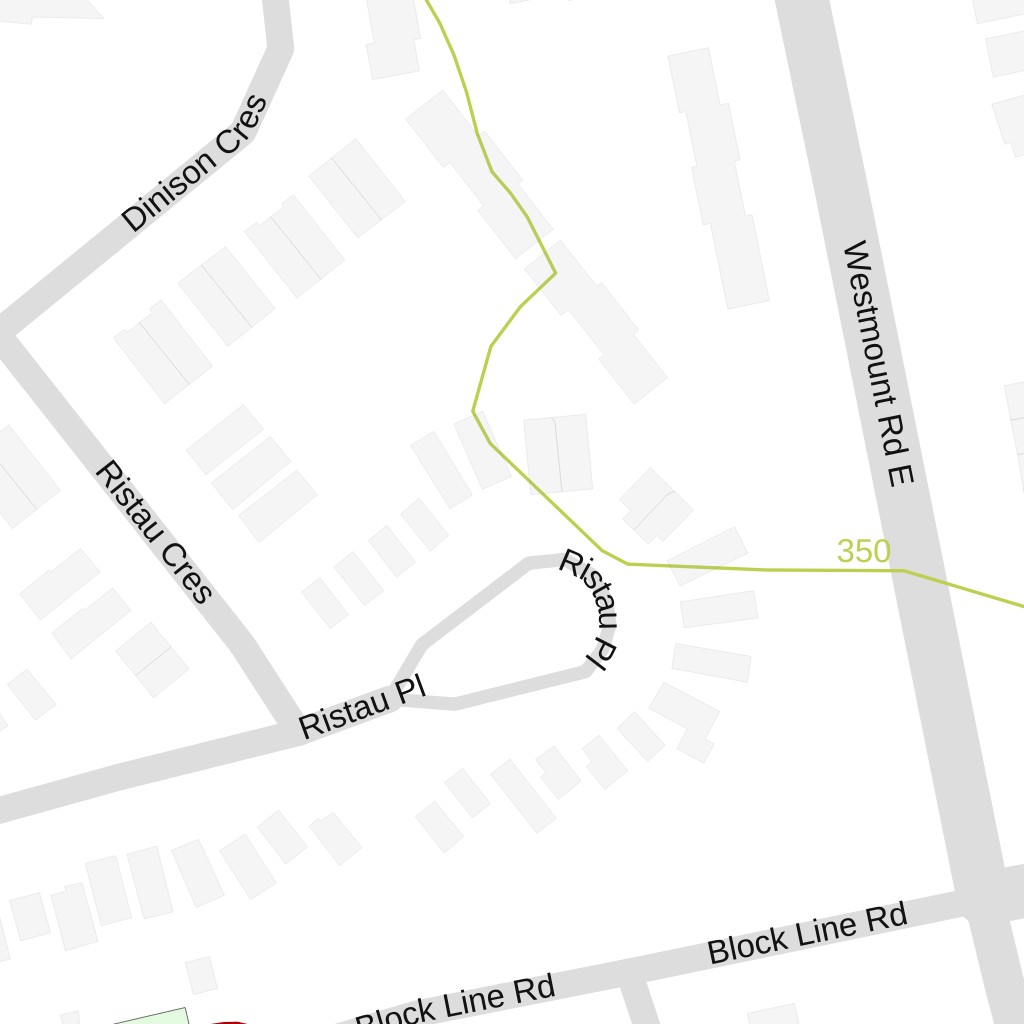 Dinison Cres
Westmount Rd E
Ristau Cres
350
Ristau Pl
Ristau Pl
Block Line Rd
Block Line Rd